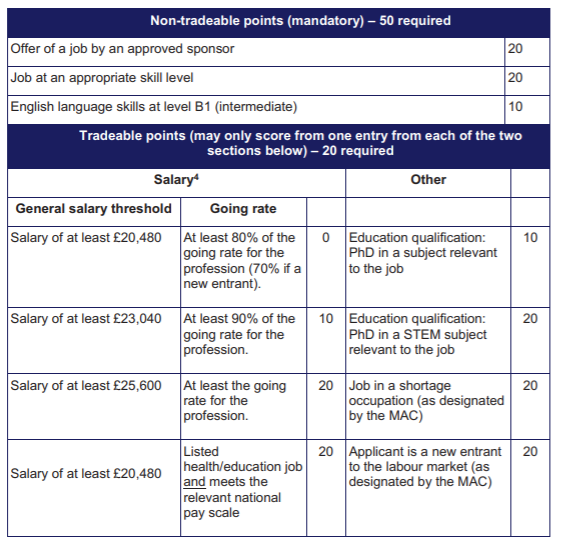 Non-tradeable points (mandatory) – 50 required
Offer of a job by an approved sponsor 20
Job at an appropriate skill level 20
English language skills at level B1 (intermediate) 10
Tradeable points (may only score from one entry from each of the two
sections below) – 20 required
Salary4 Other
General salary threshold Going rate
Salary of at least £20,480 At least 80% of the 0 Education qualification: 10
going rate for the PhD in a subject relevant
profession (70% if a to the job
new entrant).
Salary of at least £23,040 At least 90% of the 10 Education qualification: 20
going rate for the PhD in a STEM subject
profession. relevant to the job
Salary of at least £25,600 At least the going 20 Job in a shortage 20
rate for the occupation (as designated
profession. by the MAC)
Listed 20 Applicant is a new entrant 20
health/education job to the labour market (as
Salary of at least £20,480 and meets the designated by the MAC)
relevant national
pay scale